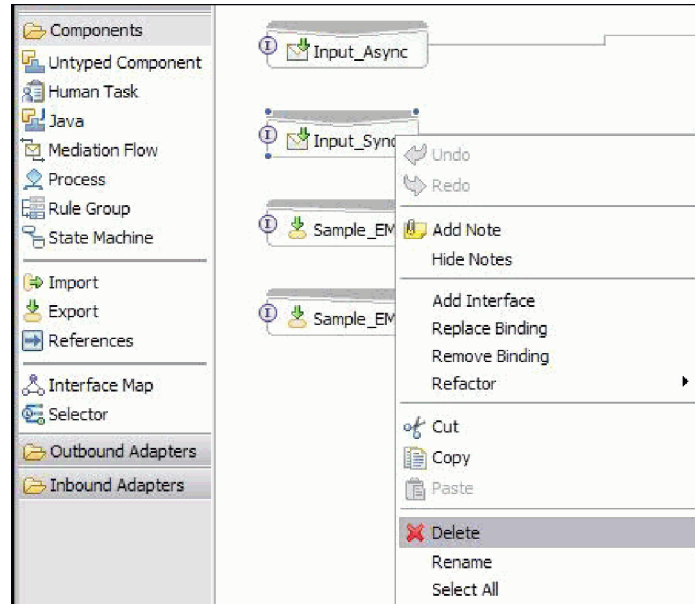 Components
Untyped Component
Human Task
Java
Mediation Flow
Process
Rule Group
State Machine
Import
Export
References
Interface Map
Selector
Outbound Adapters
Inbound Adapters
I Input_Async
I Input_Sync
I Sample_EM
I Sample_EM
Undo
Redo
Add Note
Hide Notes
Add Interface
Replace Binding
Remove Binding
Refactor
Cut
Copy
Paste
Delete
Rename
Select All